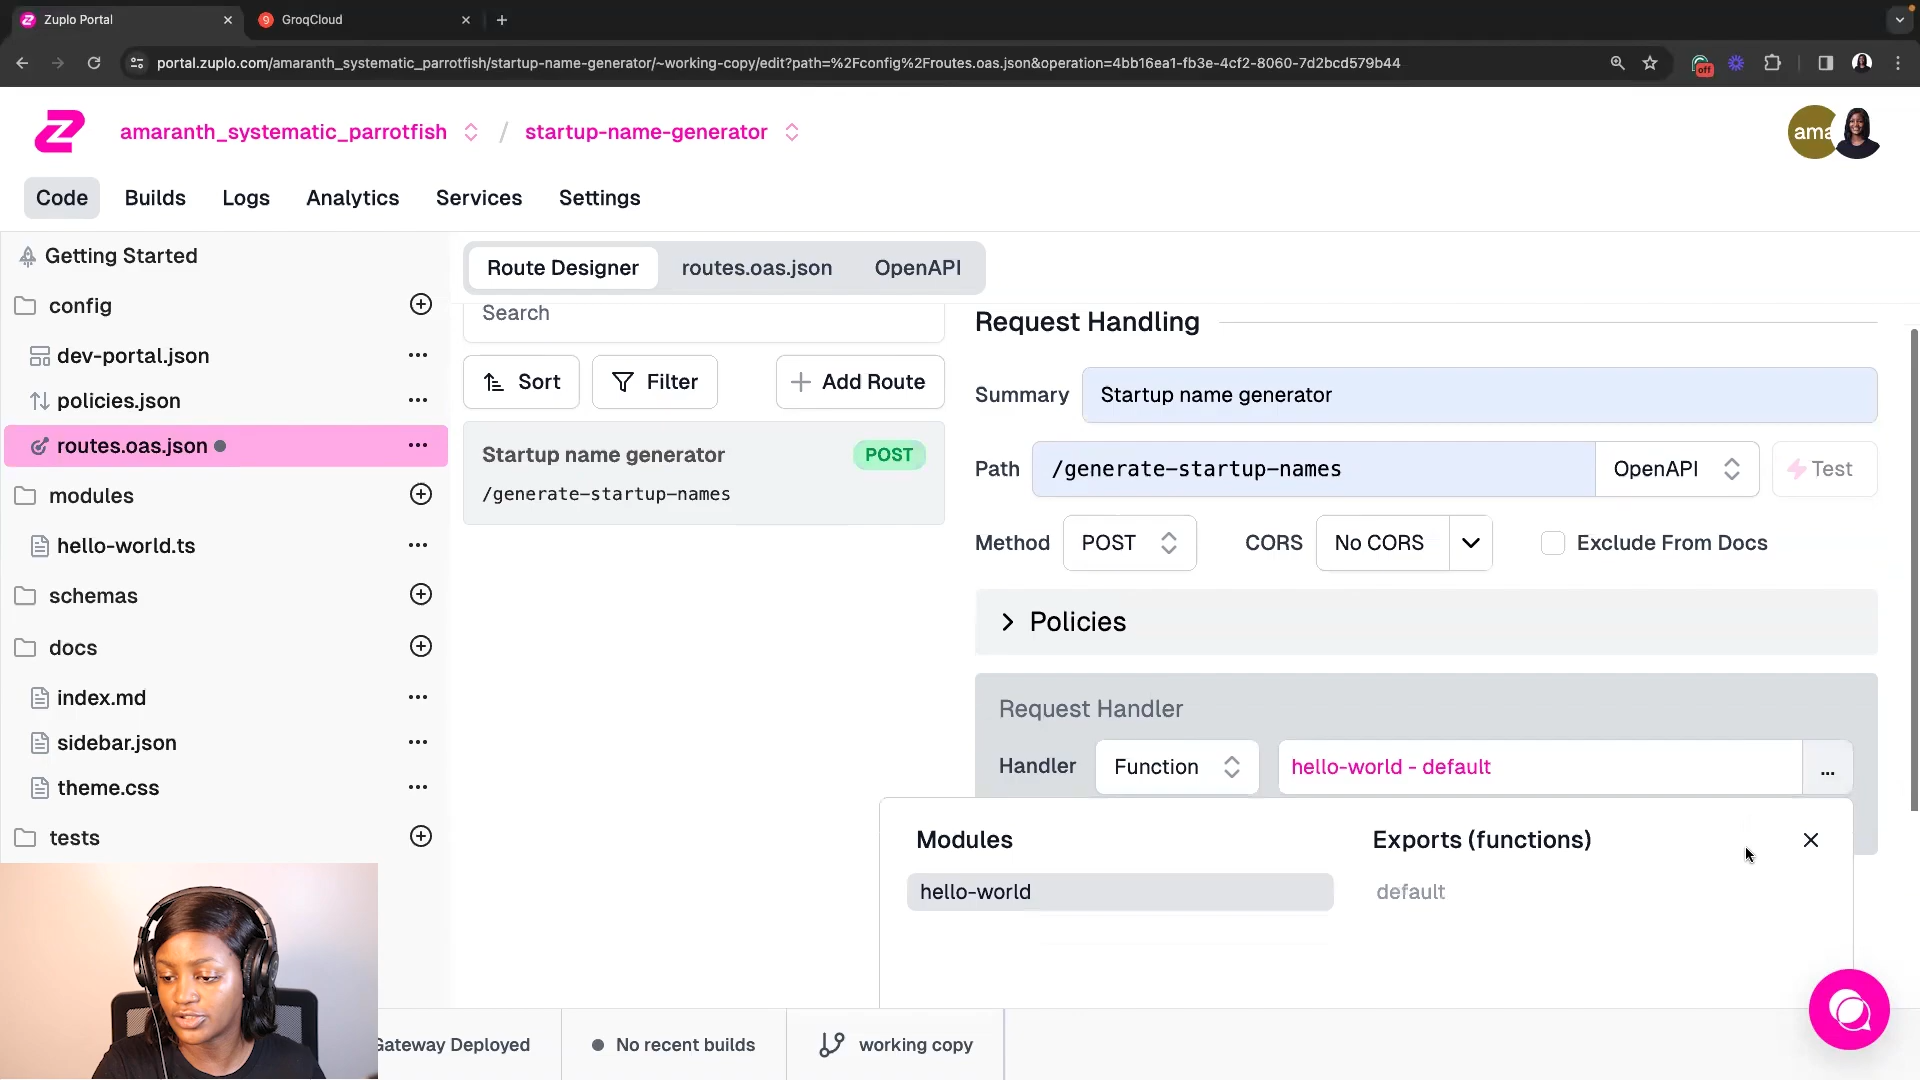 Zuplo Portal
GroqCloud
portal.zuplo.com/amaranth_systematic_parrotfish/startup-name-generator/~working-copy/edit?path=%2Fconfig%2Froutes.oas.json&operation=4bb16ea1-fb3e-4cf2-8060-7d2bcd579b44
off
amaranth_systematic_parrotfish / startup-name-generator
ama
Code Builds Logs Analytics Services Settings
Getting Started
config
dev-portal.json
policies.json
routes.oas.json
modules
hello-world.ts
schemas
docs
index.md
sidebar.json
theme.css
tests
Route Designer routes.oas.json OpenAPI
Search
Sort Filter Add Route
Startup name generator POST
/generate-startup-names
Request Handling
Summary Startup name generator
Path /generate-startup-names OpenAPI Test
Method POST CORS No CORS Exclude From Docs
Policies
Request Handler
Handler Function hello-world - default ...
Modules Exports (functions)
hello-world default
Gateway Deployed No recent builds working copy